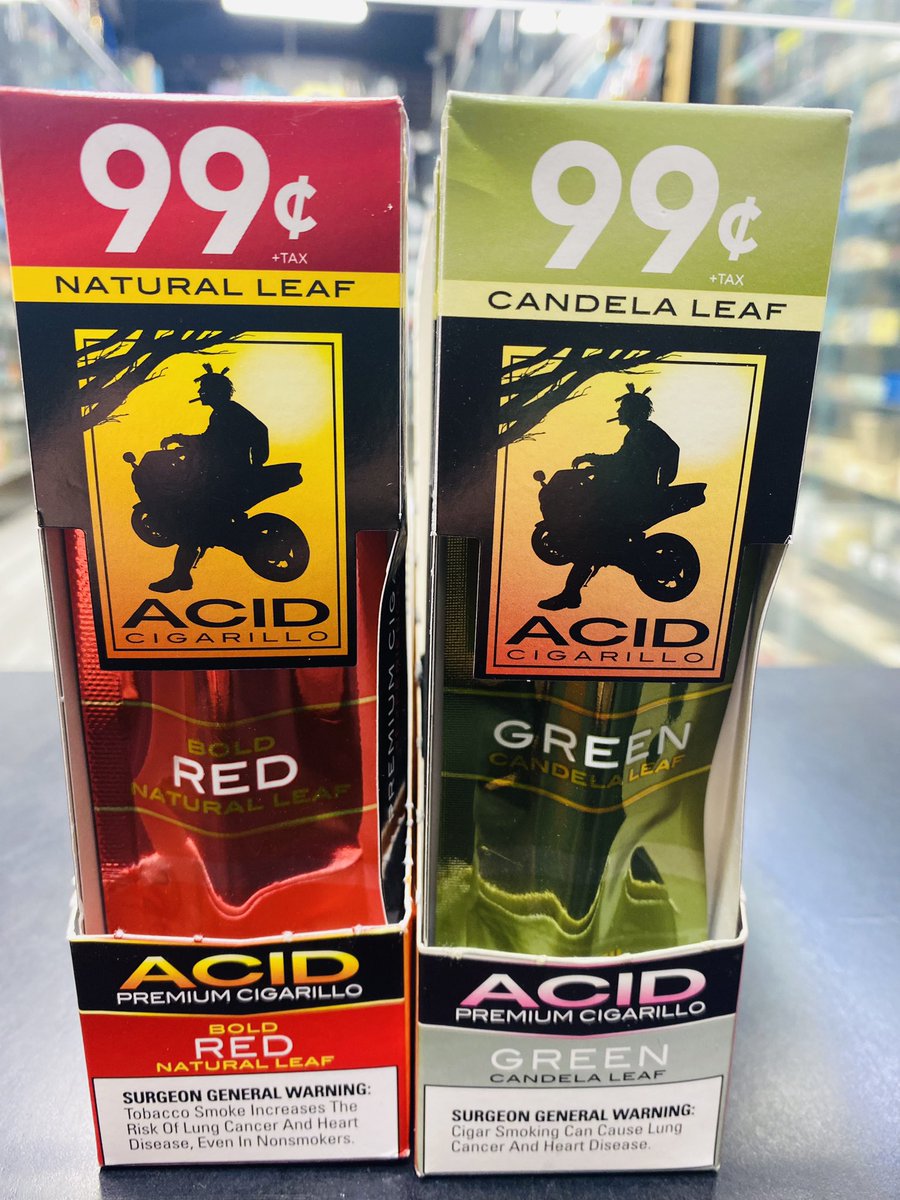 99¢
+TAX
NATURAL LEAF
ACID
CIGARILLO
BOLD
RED
NATURAL LEAF
PREMIUM
ACID
PREMIUM CIGARILLO
BOLD
RED
NATURAL LEAF
SURGEON GENERAL WARNING:
Tobacco Smoke Increases The
Risk Of Lung Cancer And Heart
Disease, Even In Nonsmokers.
99¢
+TAX
CANDELA LEAF
ACID
CIGARILLO
GREEN
CANDELA LEAF
ACID
PREMIUM CIGARILLO
GREEN
CANDELA LEAF
SURGEON GENERAL WARNING:
Cigar Smoking Can Cause Lung
Cancer And Heart Disease.